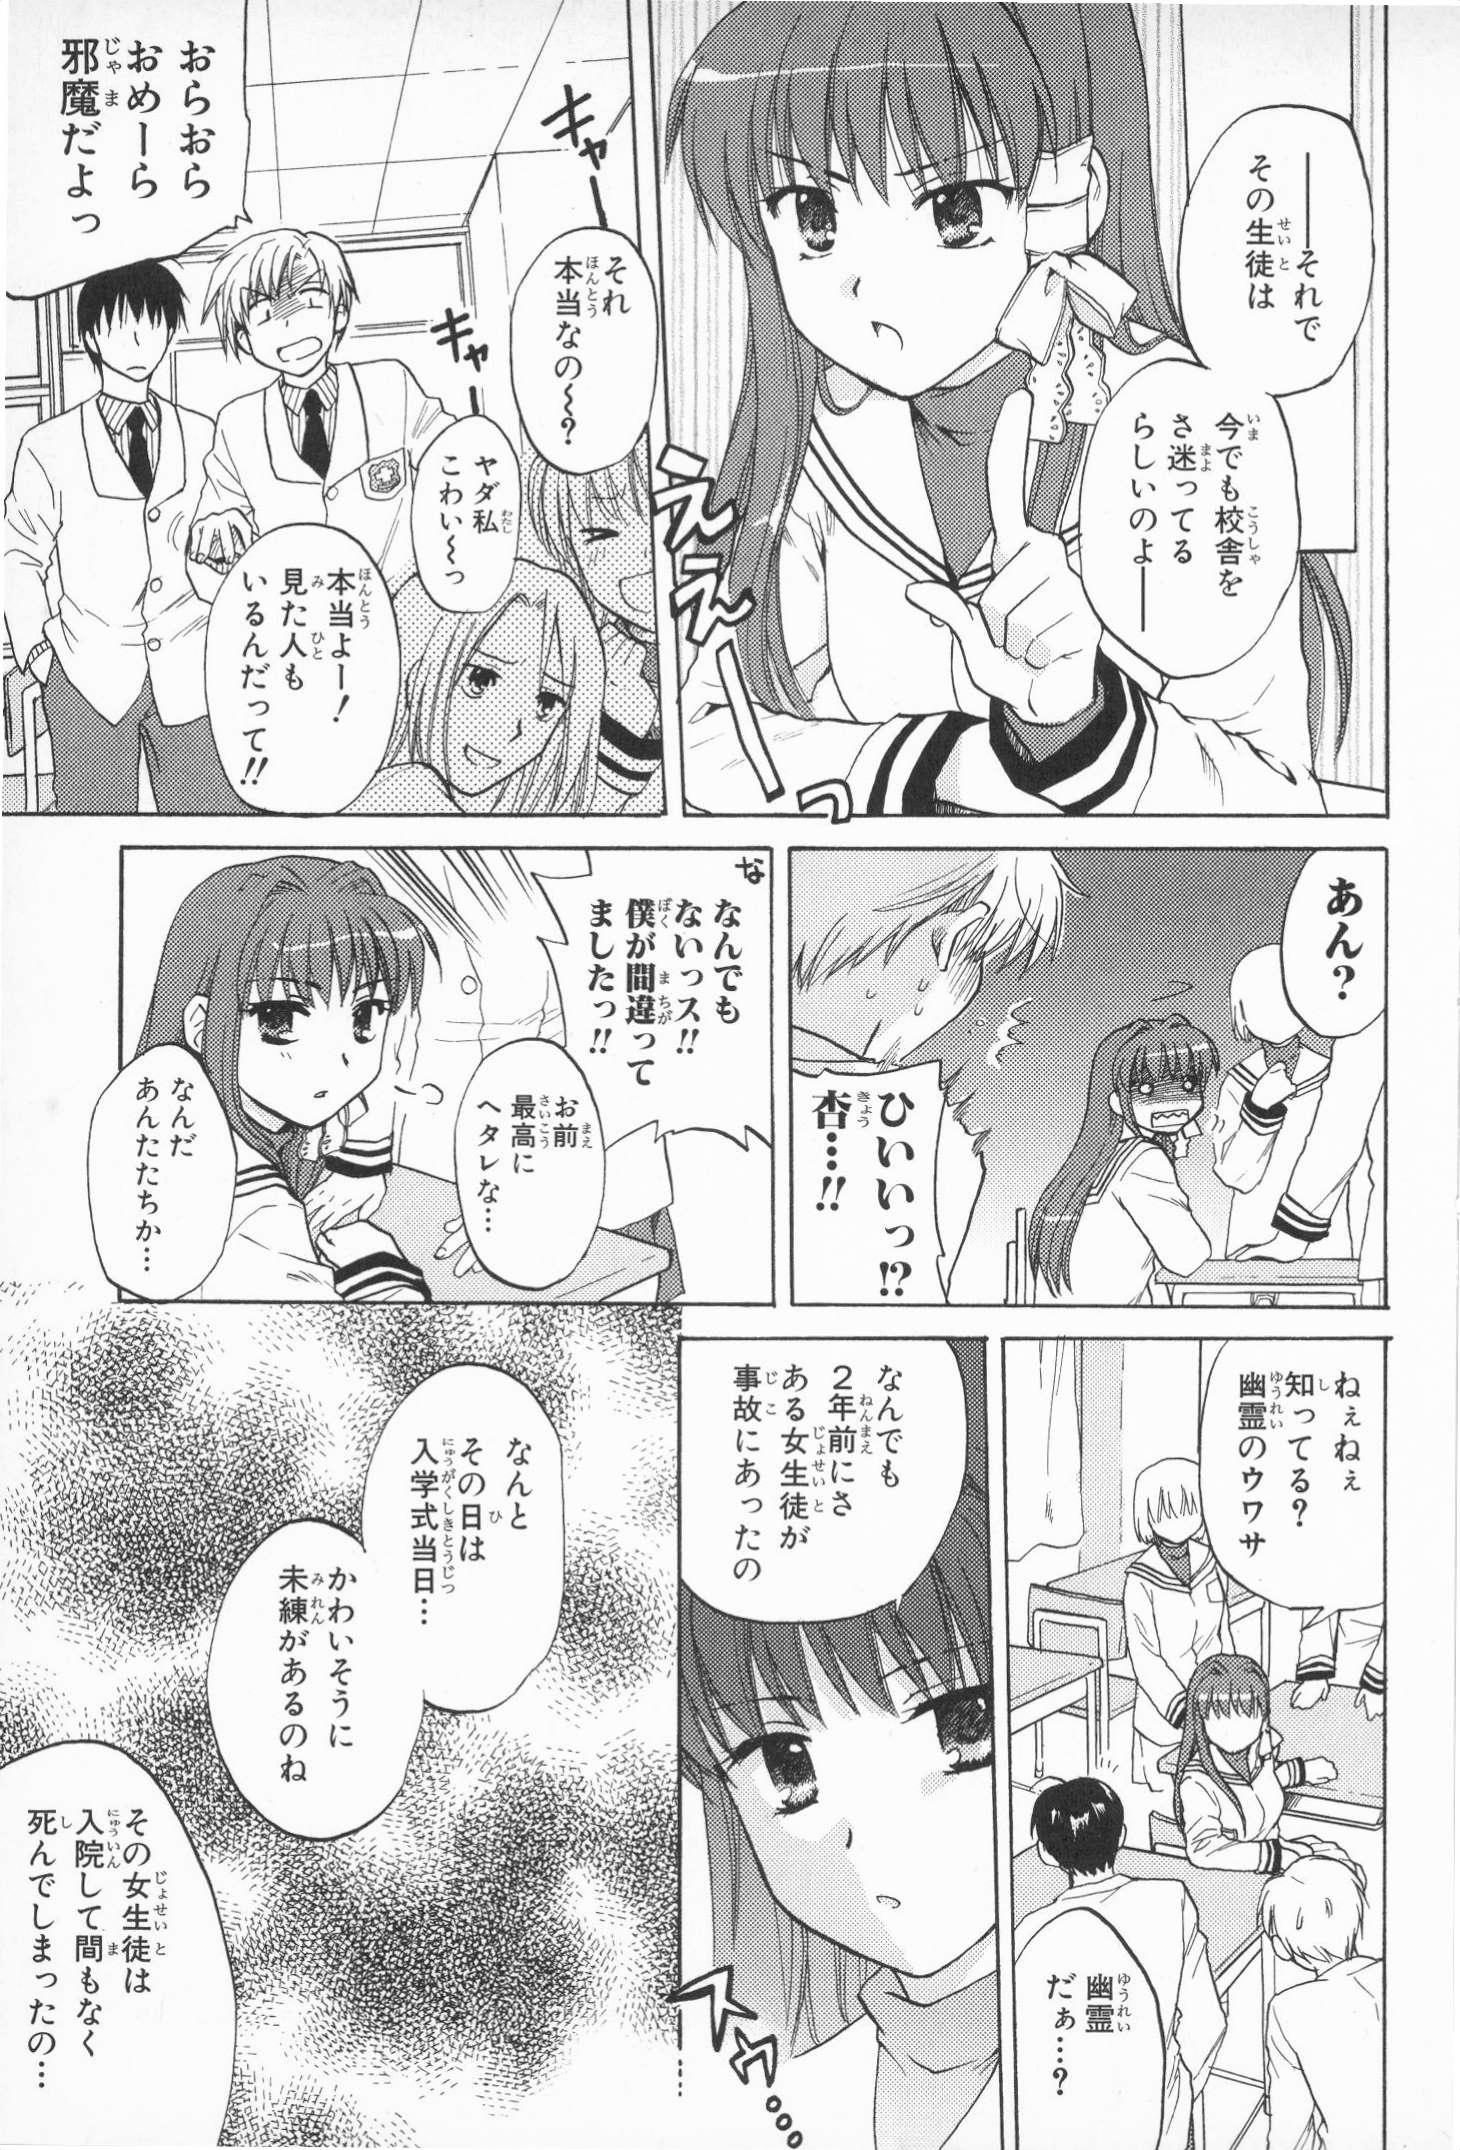 ――それで
その生徒は
今でも校舎を
さ迷ってる
らしいのよ――
ええ
ええーーっ
キャー
それ
本当なの～?
キャー
ヤダ私
こわい～っ
本当よー!
見た人も
いるんだって!!
おらおら
おめーら
邪魔だよっ
あん?
ひいいっ!?
杏…!!
な
なんでも
ないっス!!
僕が間違って
ましたっ!!
お前
最高に
ヘタレな…
なんだ
あんたたちか…
ねぇねぇ
知ってる?
幽霊のウワサ
幽霊
だぁ…?
なんでも
2年前にさ
ある女生徒が
事故にあったの
スゥ…
なんと
その日は
入学式当日…
かわいそうに
未練があるのね
その女生徒は
入院して間もなく
死んでしまったの…